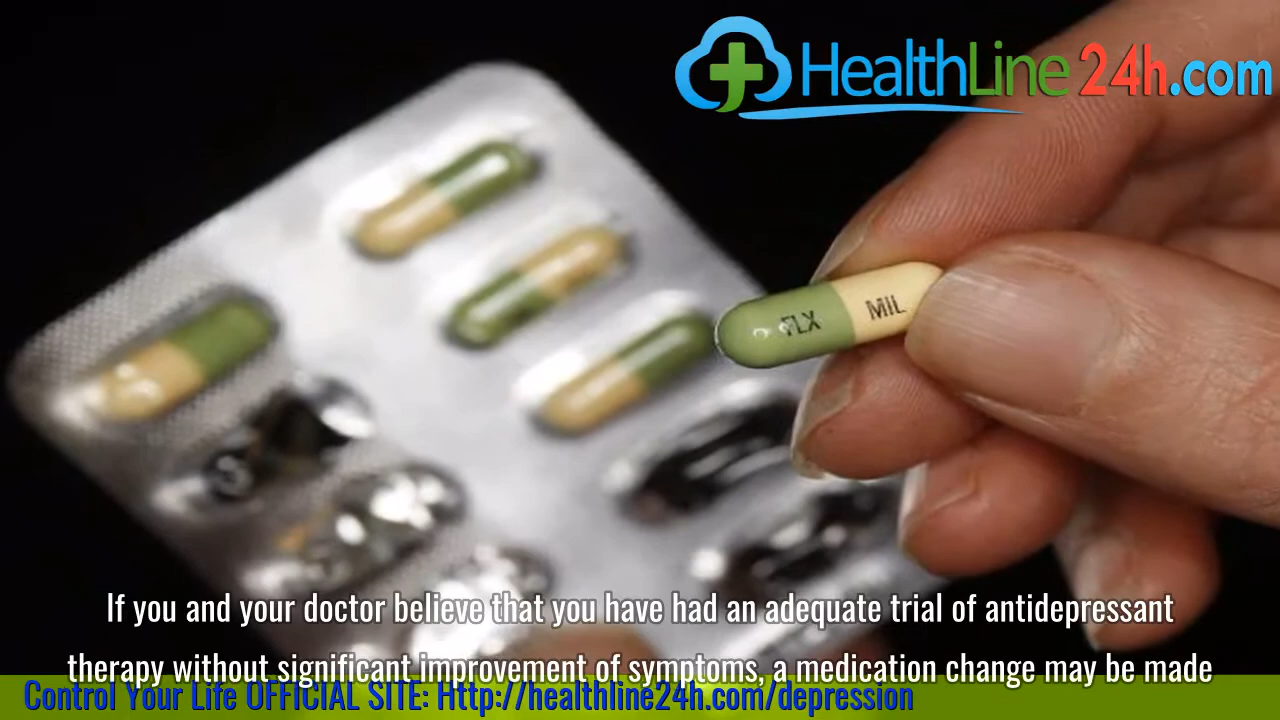 HealthLine24h.com
FLX MIL
If you and your doctor believe that you have had an adequate trial of antidepressant
therapy without significant improvement of symptoms, a medication change may be made
Control Your Life OFFICIAL SITE: Http://healthline24h.com/depression